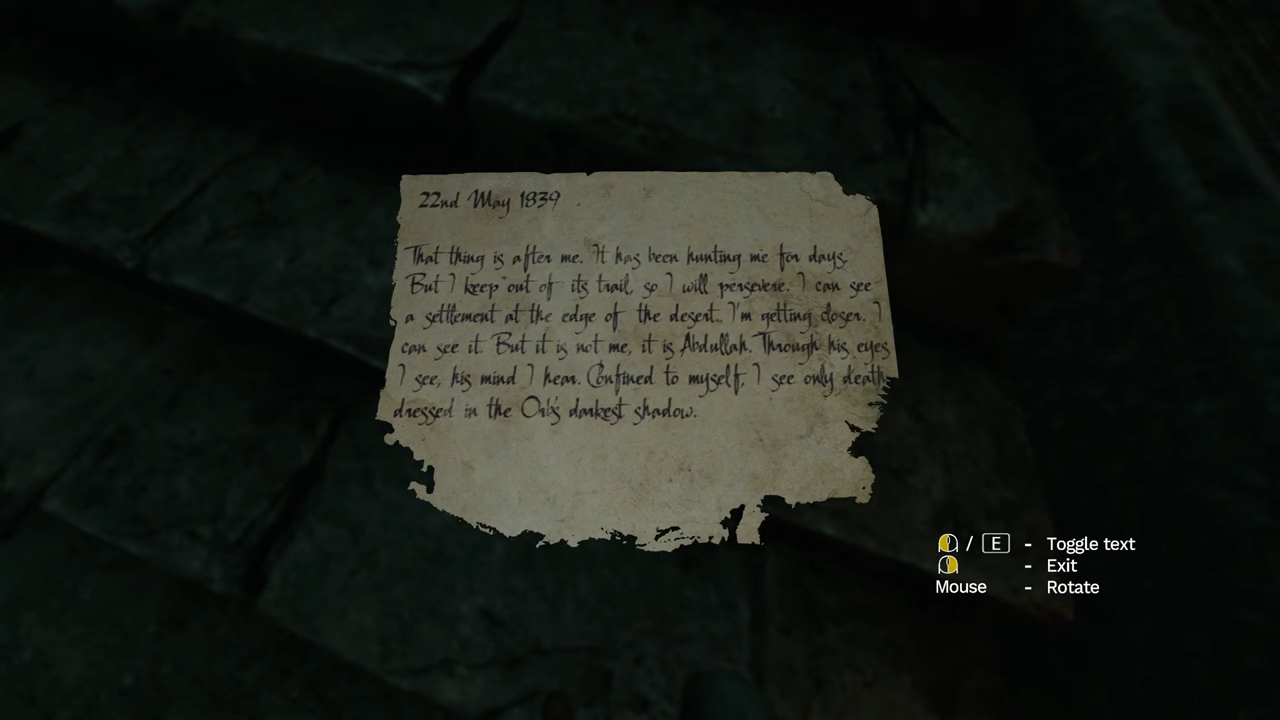 22nd May 1839
That thing is after me. It has been hunting me for days.
But I keep out of its trail, so I will persevere. I can see
a settlement at the edge of the desert. I'm getting closer. I
can see it. But it is not me, it is Abdullah. Through his eyes
I see, his mind I hear. Confined to myself, I see only death
dressed in the Orb's darkest shadow.
/ E - Toggle text
- Exit
Mouse - Rotate